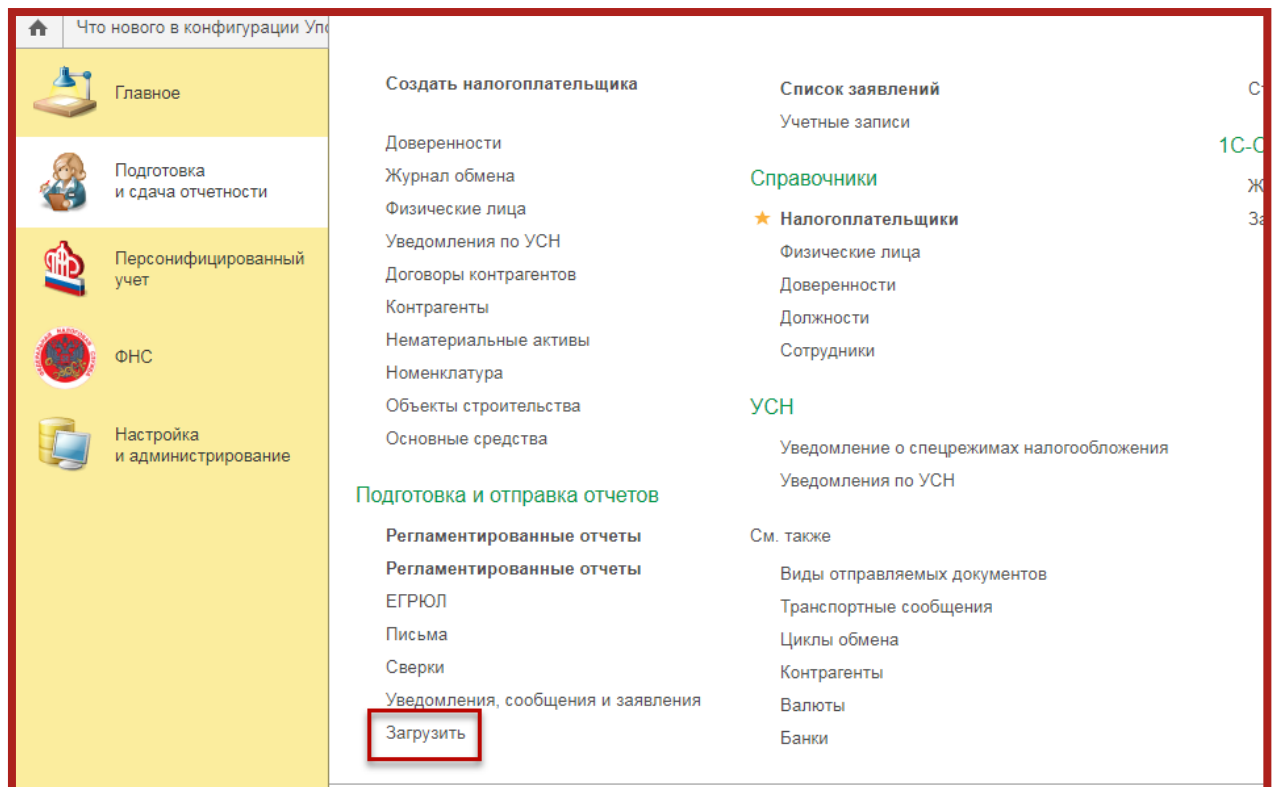 Что нового в конфигурации
Главное
Подготовка
и сдача отчетности
Персонифицированный
учет
ФНС
Настройка
и администрирование
Создать налогоплательщика
Доверенности
Журнал обмена
Физические лица
Уведомления по УСН
Договоры контрагентов
Контрагенты
Нематериальные активы
Номенклатура
Объекты строительства
Основные средства
Подготовка и отправка отчетов
Регламентированные отчеты
Регламентированные отчеты
ЕГРЮЛ
Письма
Сверки
Уведомления, сообщения и заявления
Загрузить
Список заявлений
Учетные записи
Справочники
Налогоплательщики
Физические лица
Доверенности
Должности
Сотрудники
УСН
Уведомление о спецрежимах налогообложения
Уведомления по УСН
См. также
Виды отправляемых документов
Транспортные сообщения
Циклы обмена
Контрагенты
Валюты
Банки